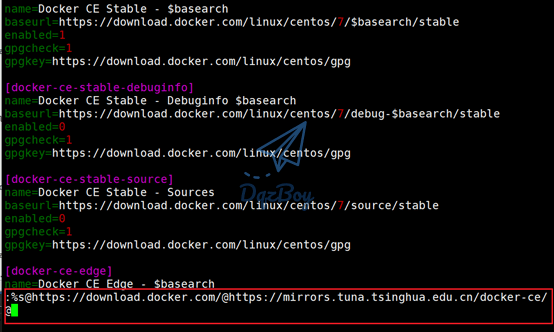 name=Docker CE Stable - $basearch
baseurl=https://download.docker.com/linux/centos/7/$basearch/stable
enabled=1
gpgcheck=1
gpgkey=https://download.docker.com/linux/centos/gpg
[docker-ce-stable-debuginfo]
name=Docker CE Stable - Debuginfo $basearch
baseurl=https://download.docker.com/linux/centos/7/debug-$basearch/stable
enabled=0
gpgcheck=1
gpgkey=https://download.docker.com/linux/centos/gpg
DqzBoy
[docker-ce-stable-source]
name=Docker CE Stable - Sources
baseurl=https://download.docker.com/linux/centos/7/source/stable
enabled=0
gpgcheck=1
gpgkey=https://download.docker.com/linux/centos/gpg
[docker-ce-edge]
name=Docker CE Edge - $basearch
:%s@https://download.docker.com/@https://mirrors.tuna.tsinghua.edu.cn/docker-ce/
@